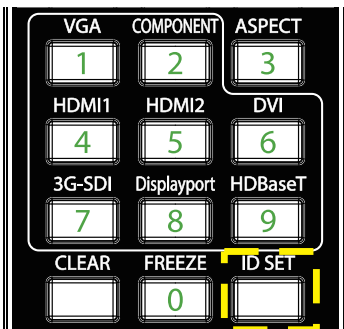 VGA COMPONENT ASPECT
1 2 3
HDMI1 HDMI2 DVI
4 5 6
3G-SDI Displayport HDBaseT
7 8 9
CLEAR FREEZE ID SET
0